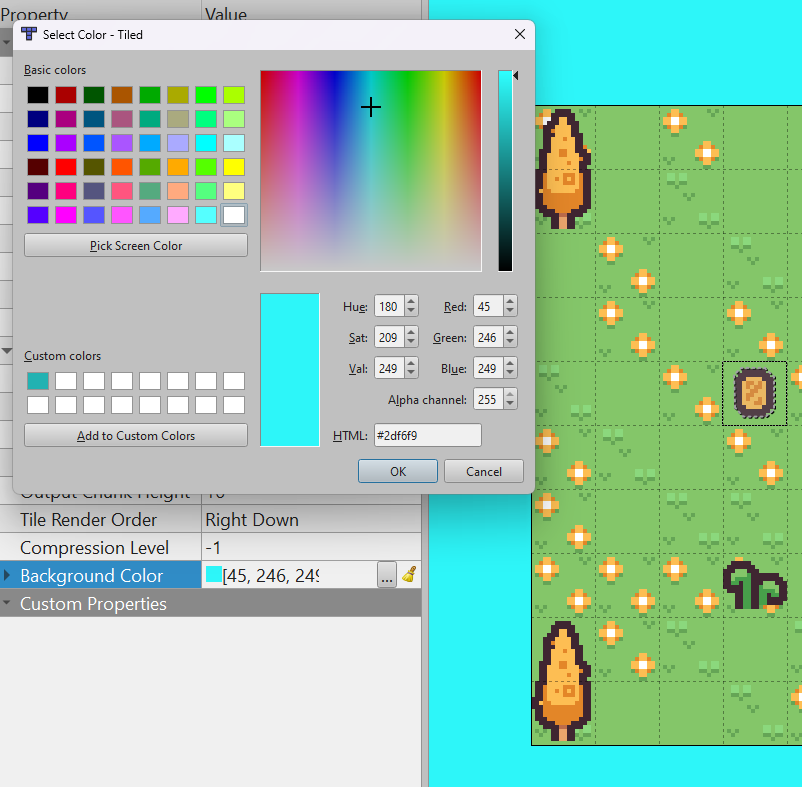 Property Value
Select Color - Tiled
Basic colors
Pick Screen Color
Custom colors
Add to Custom Colors
Hue: 180 Red: 45
Sat: 209 Green: 246
Val: 249 Blue: 249
Alpha channel: 255
HTML: #2df6f9
OK Cancel
Output Chunk Height 16
Tile Render Order Right Down
Compression Level -1
Background Color [45, 246, 249 ...
Custom Properties